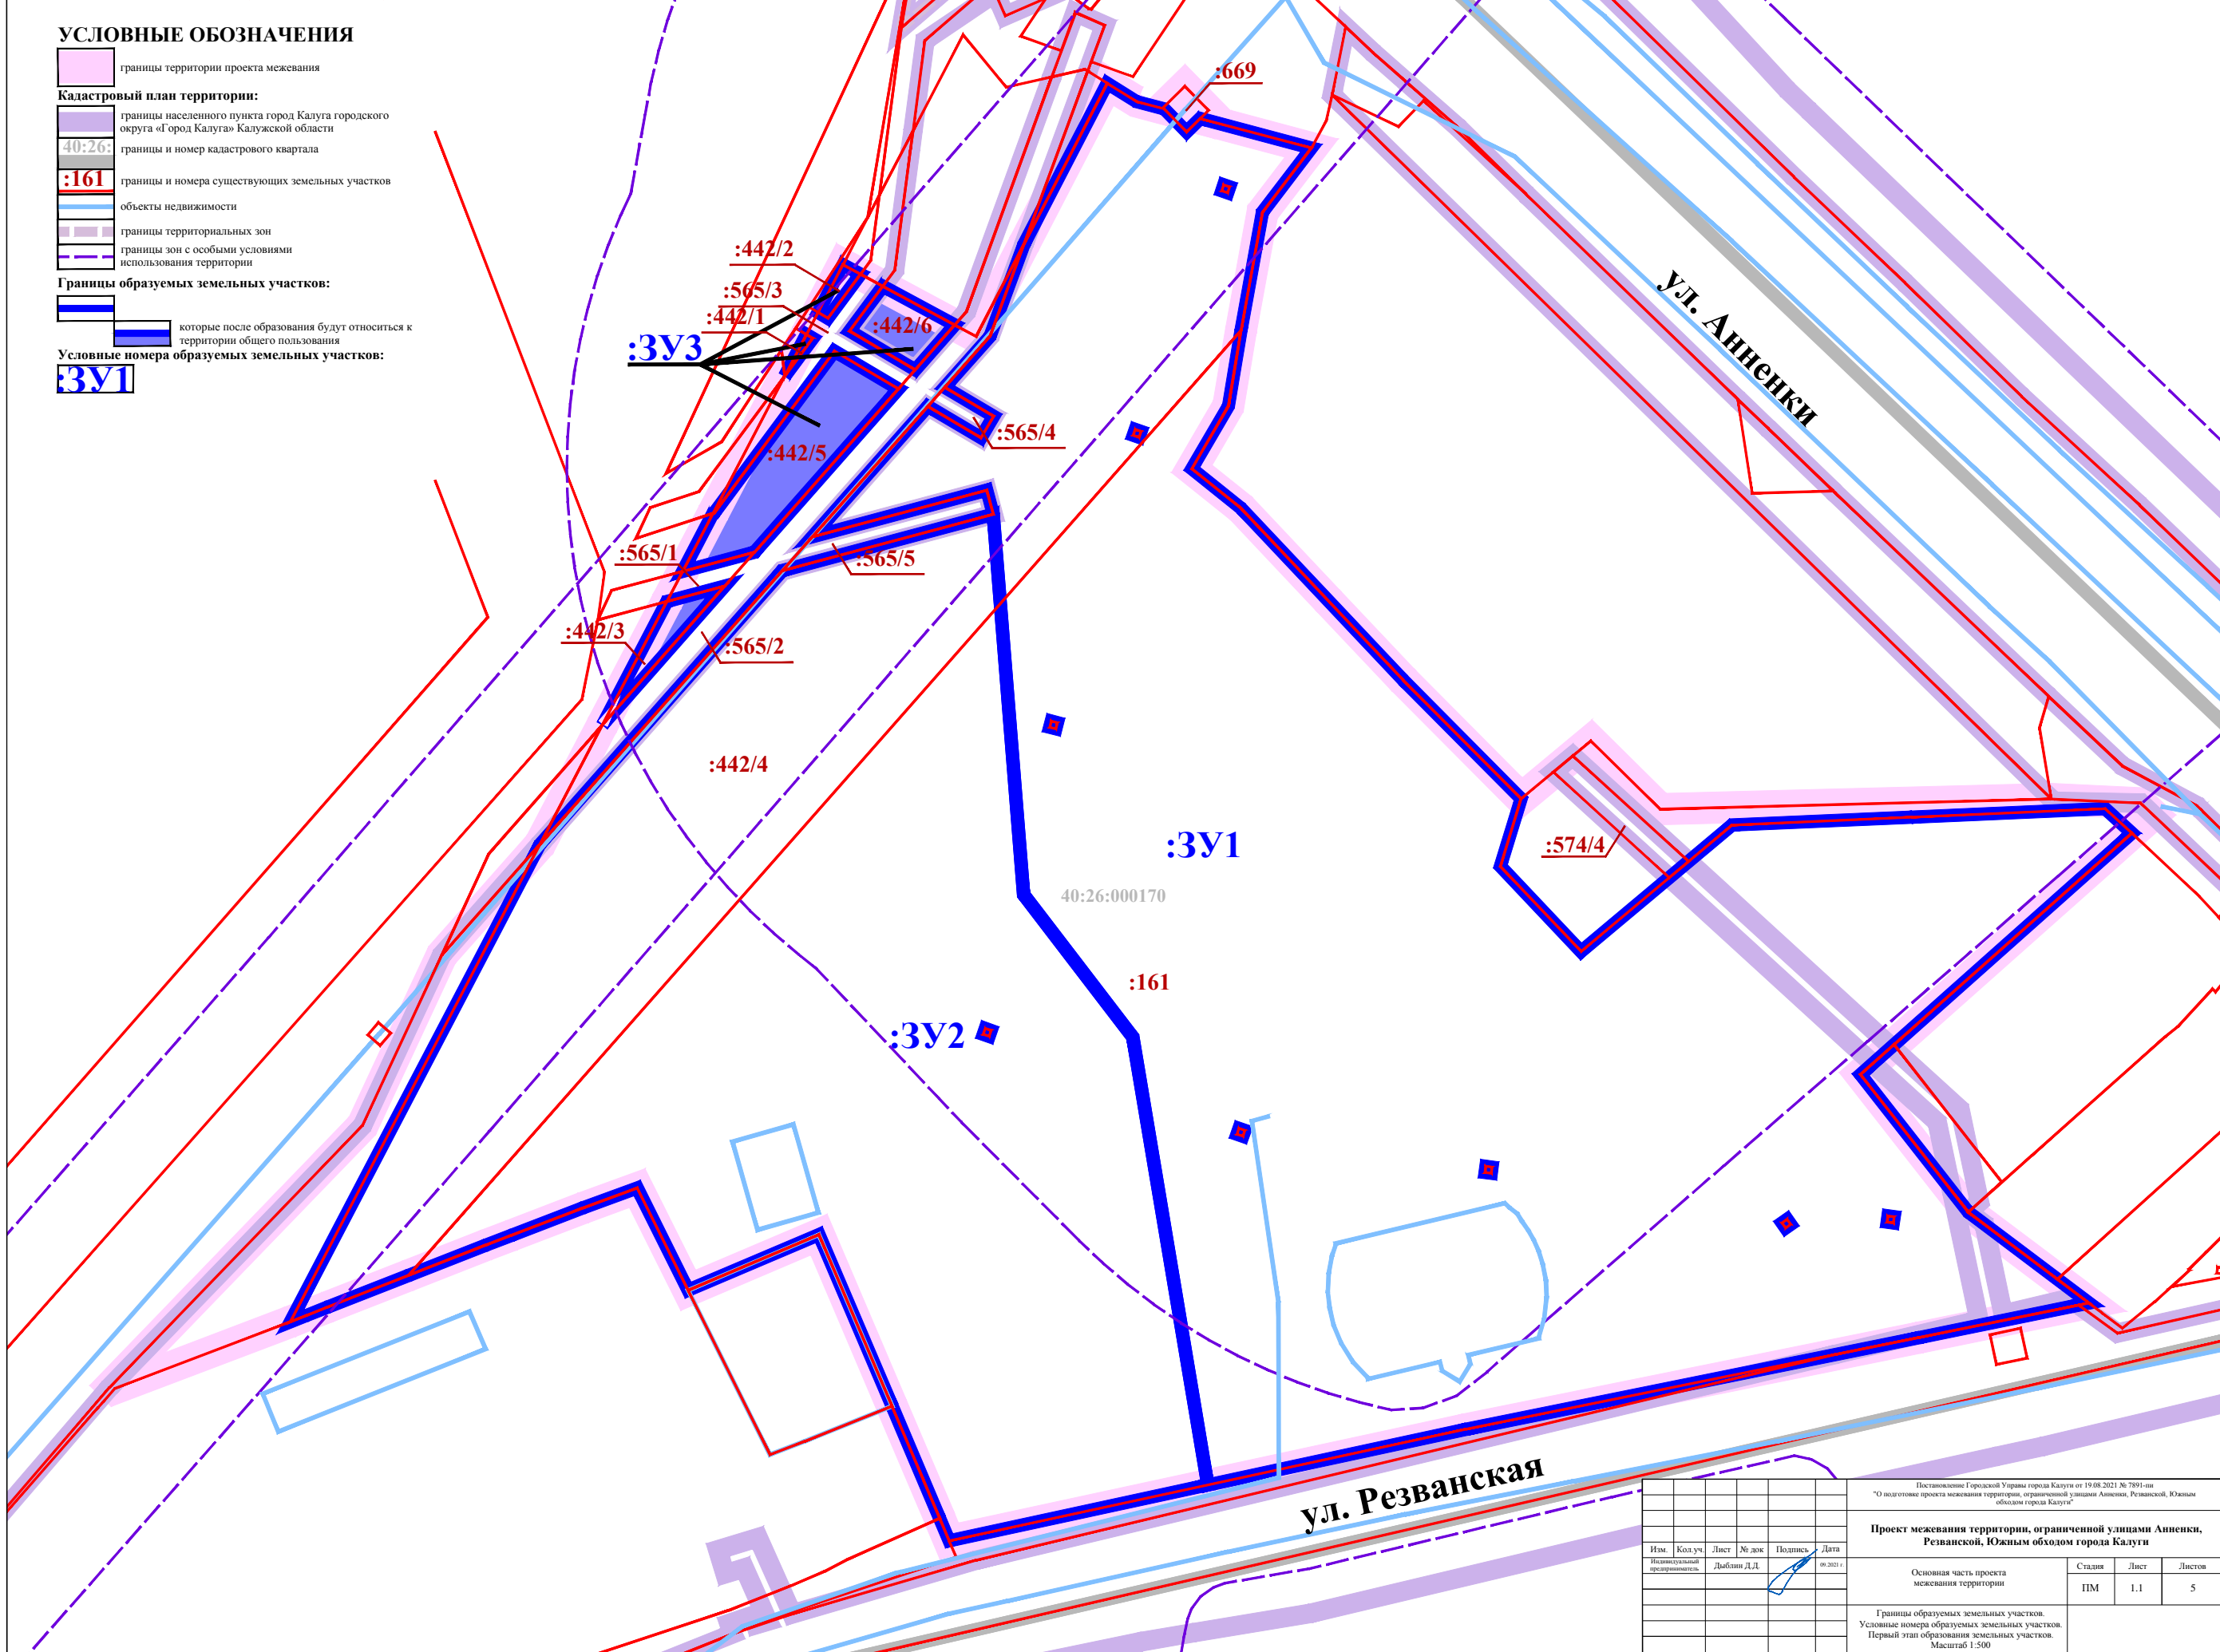 УСЛОВНЫЕ ОБОЗНАЧЕНИЯ
границы территории проекта межевания
Кадастровый план территории:
границы населенного пункта город Калуга городского
округа «Город Калуга» Калужской области
40:26:
границы и номер кадастрового квартала
:161
границы и номера существующих земельных участков
объекты недвижимости
границы территориальных зон
границы зон с особыми условиями
использования территории
Границы образуемых земельных участков:
которые после образования будут относиться к
территории общего пользования
Условные номера образуемых земельных участков:
:ЗУ1
:669
:442/2
:565/3
:442/1
:442/6
:ЗУ3
:565/4
:442/5
:565/1
:565/5
:442/3
:565/2
:442/4
ул. Анненки
:ЗУ1
:574/4
40:26:000170
:161
:ЗУ2
ул. Резванская
Постановление Городской Управы города Калуги от 19.08.2021 № 7891-пи
"О подготовке проекта межевания территории, ограниченной улицами Анненки, Резванской, Южным
обходом города Калуги"
Проект межевания территории, ограниченной улицами Анненки,
Резванской, Южным обходом города Калуги
Изм. Кол.уч. Лист № док Подпись Дата
Индивидуальный
предприниматель
Дыблин Д.Д.
09.2021 г.
Основная часть проекта
межевания территории
Стадия Лист Листов
ПМ 1.1 5
Границы образуемых земельных участков.
Условные номера образуемых земельных участков.
Первый этап образования земельных участков.
Масштаб 1:500